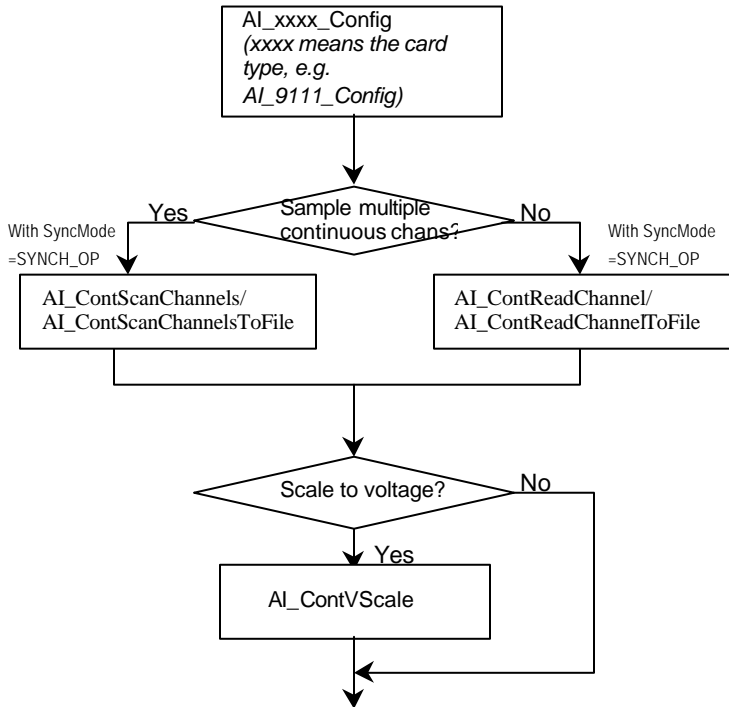 AI_xxxx_Config
(xxxx means the card
type, e.g.
AI_9111_Config)
Sample multiple
continuous chans?
Yes
No
With SyncMode
=SYNCH_OP
With SyncMode
=SYNCH_OP
AI_ContScanChannels/
AI_ContScanChannelsToFile
AI_ContReadChannel/
AI_ContReadChannelToFile
Scale to voltage?
No
Yes
AI_ContVScale